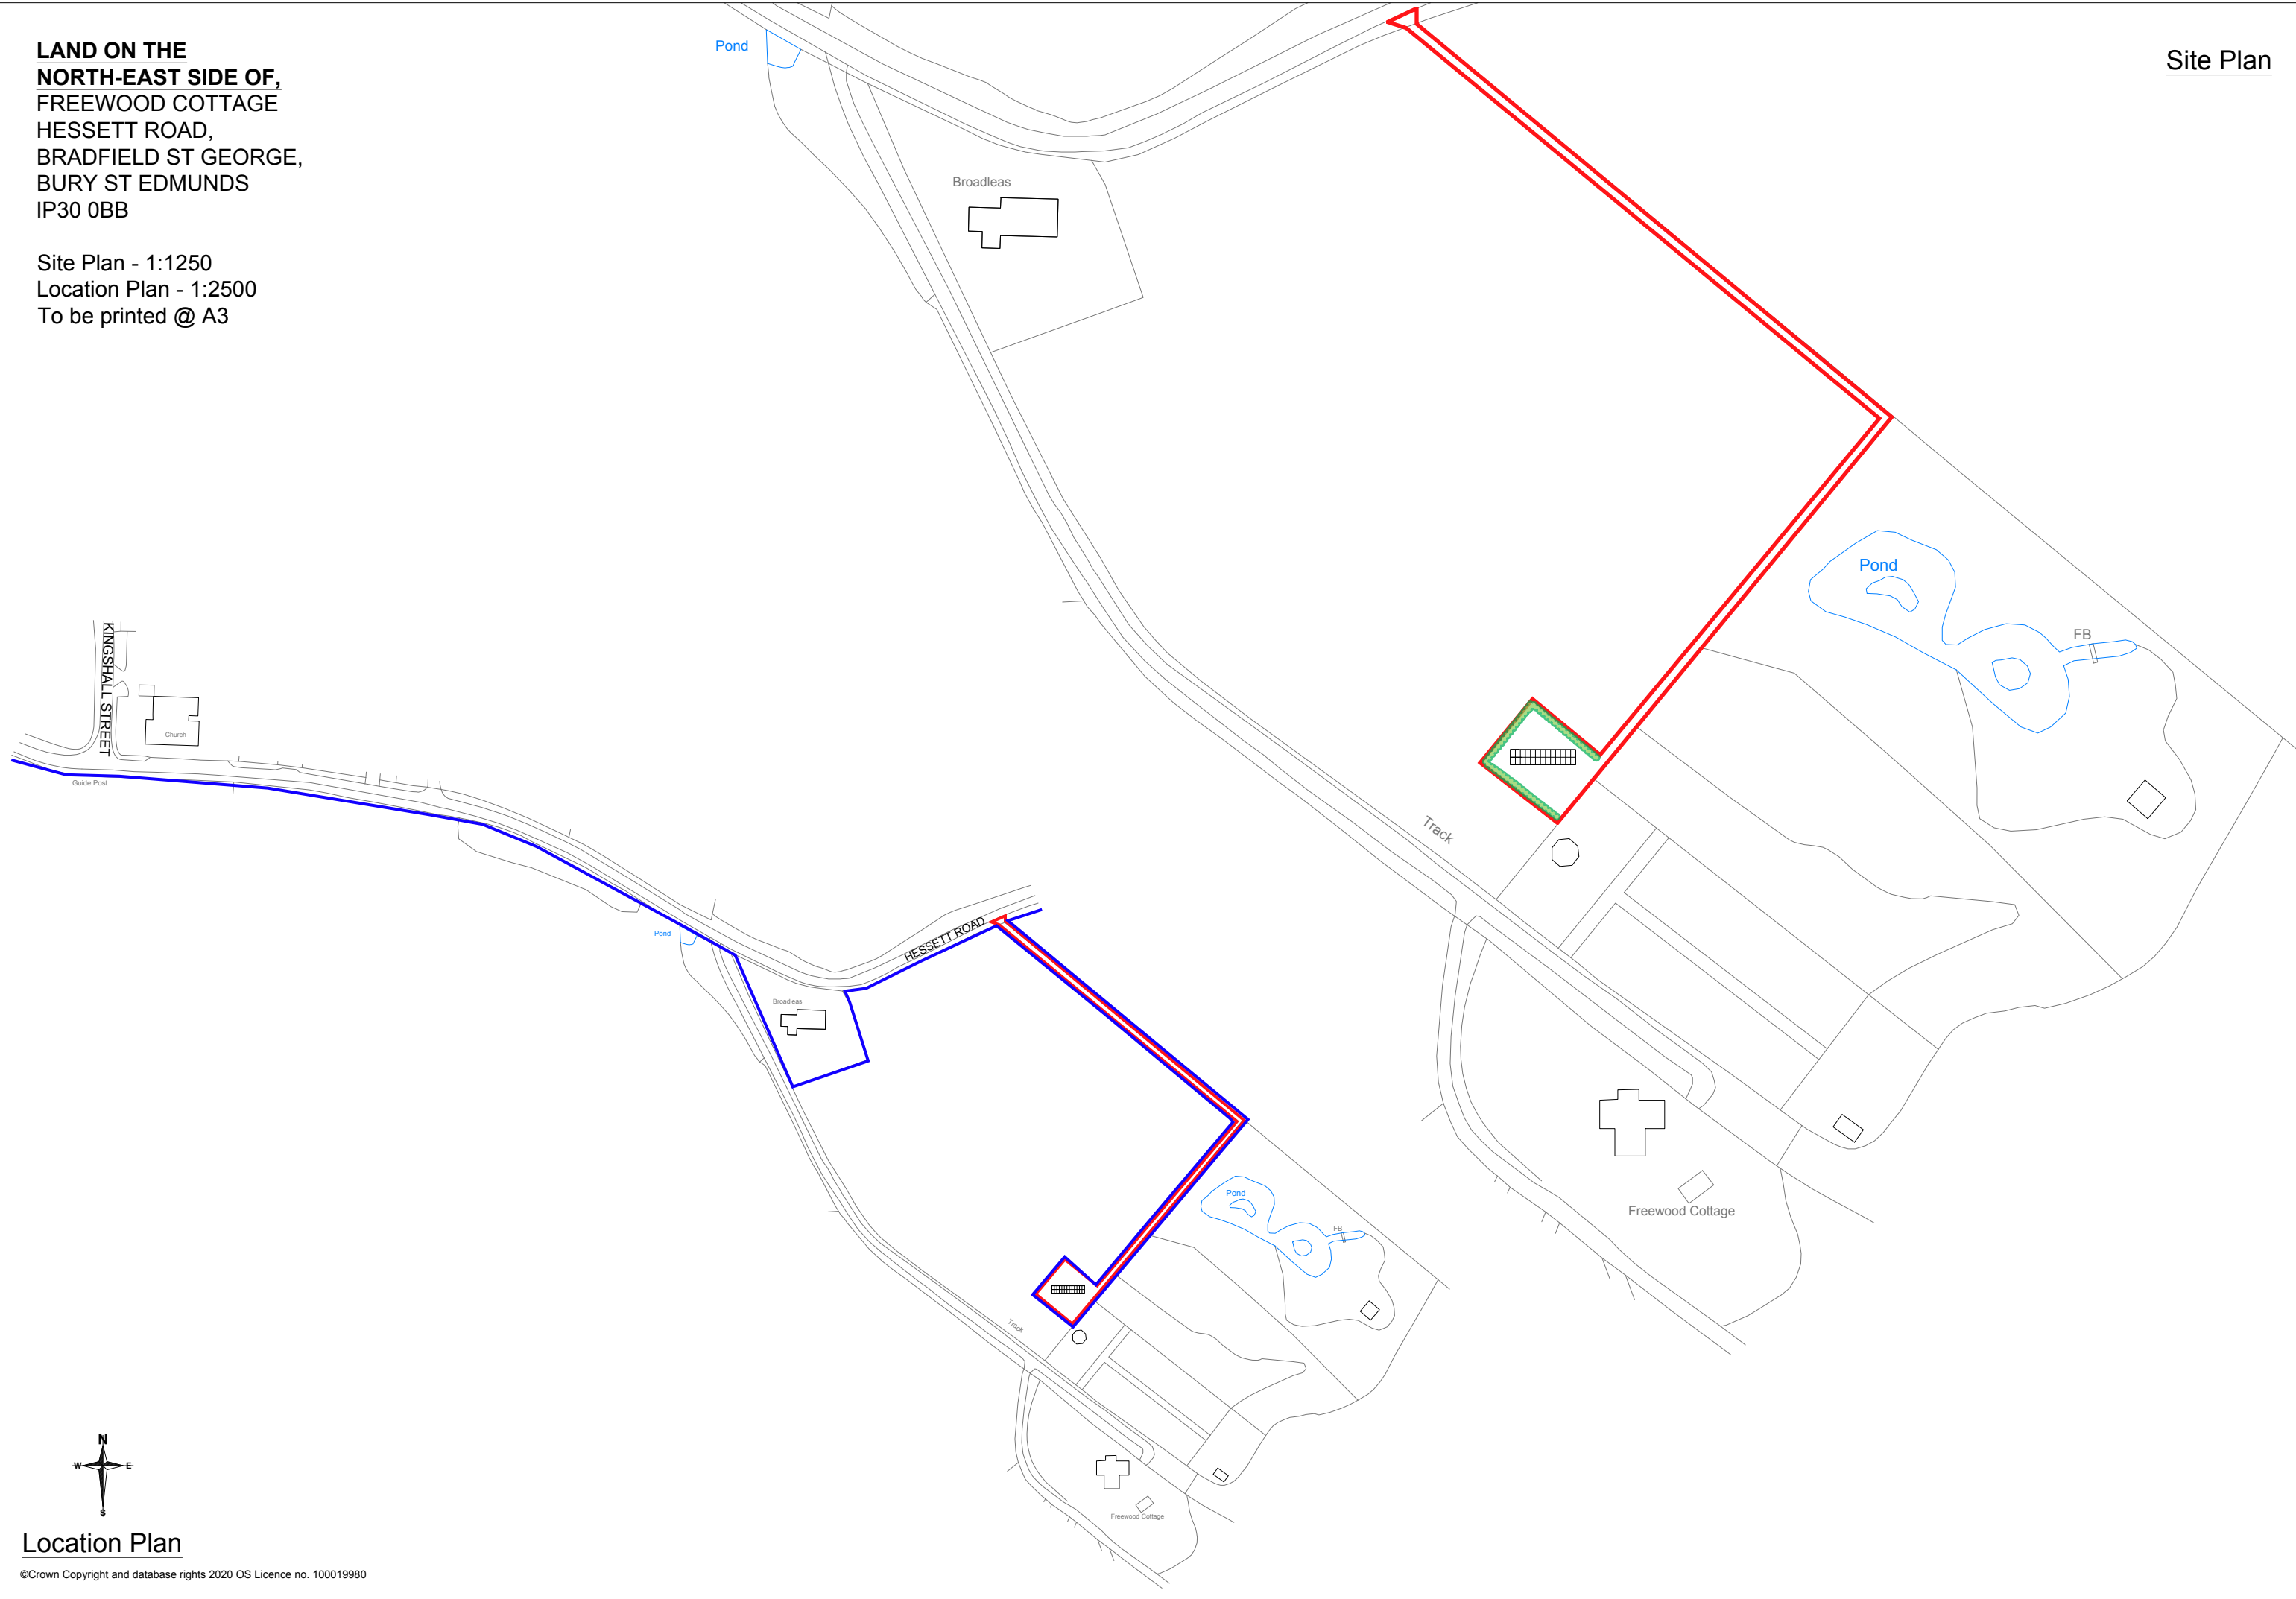 LAND ON THE
NORTH-EAST SIDE OF,
FREEWOOD COTTAGE
HESSETT ROAD,
BRADFIELD ST GEORGE,
BURY ST EDMUNDS
IP30 0BB
Site Plan - 1:1250
Location Plan - 1:2500
To be printed @ A3
Site Plan
Pond
Broadleas
Pond
FB
Track
Freewood Cottage
KINGSHALL STREET
Church
Guide Post
Pond
HESSETT ROAD
Broadleas
Pond
FB
Track
Freewood Cottage
N
W
E
S
Location Plan
©Crown Copyright and database rights 2020 OS Licence no. 100019980